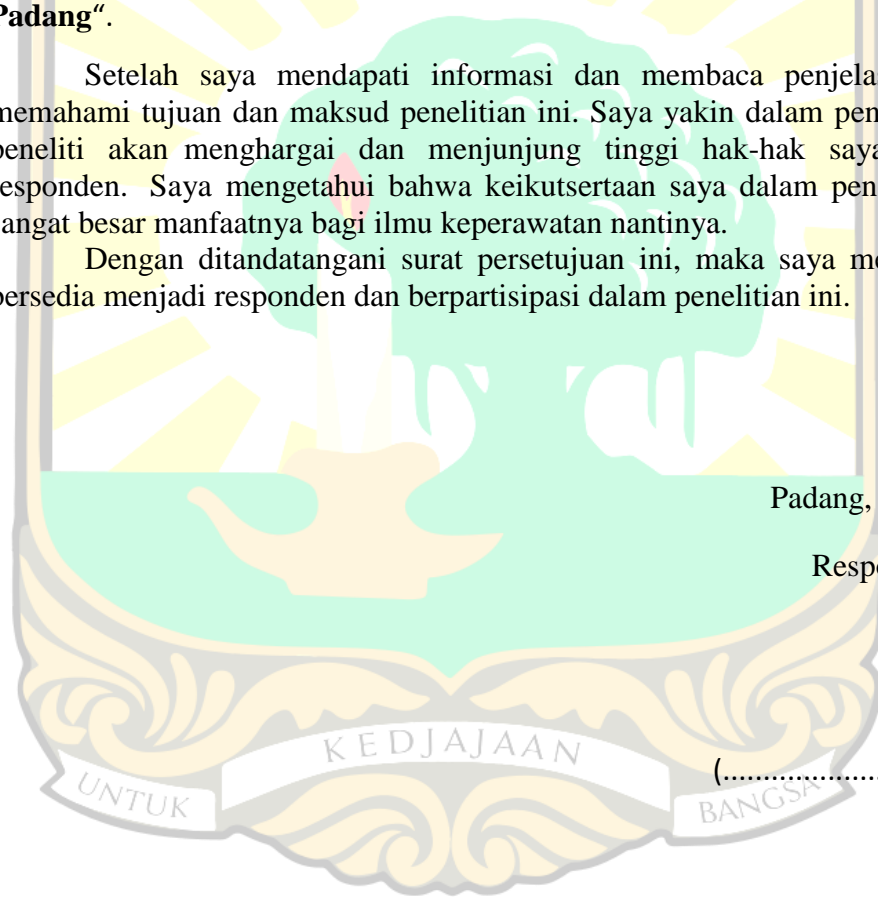 Padang“.
Setelah saya mendapati informasi dan membaca penjelas
memahami tujuan dan maksud penelitian ini. Saya yakin dalam pen
peneliti akan menghargai dan menjunjung tinggi hak-hak saya
responden. Saya mengetahui bahwa keikutsertaan saya dalam pen
sangat besar manfaatnya bagi ilmu keperawatan nantinya.
Dengan ditandatangani surat persetujuan ini, maka saya me
bersedia menjadi responden dan berpartisipasi dalam penelitian ini.
Padang,
Respo
(....................
UNTUK KEDJAJAAN BANGSA